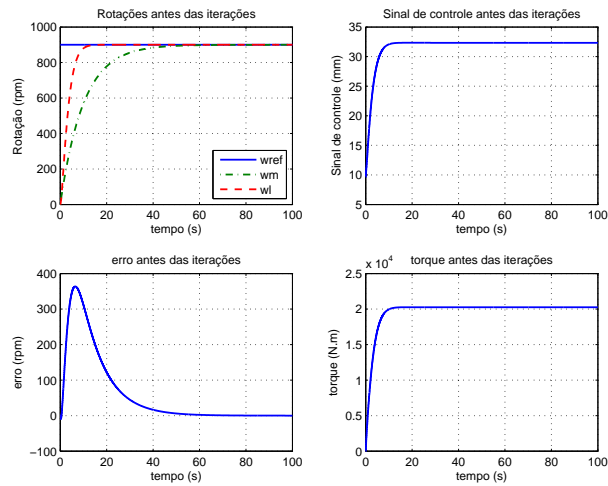 Rotações antes das iterações
1000
800
600
400
200
0
Rotação (rpm)
0 20 40 60 80 100
tempo (s)
wref
wm
wl
Sinal de controle antes das iterações
35
30
25
20
15
10
5
Sinal de controle (mm)
0 20 40 60 80 100
tempo (s)
erro antes das iterações
400
300
200
100
0
−100
erro (rpm)
0 20 40 60 80 100
tempo (s)
torque antes das iterações
x 10^4
2.5
2
1.5
1
0.5
0
torque (N.m)
0 20 40 60 80 100
tempo (s)